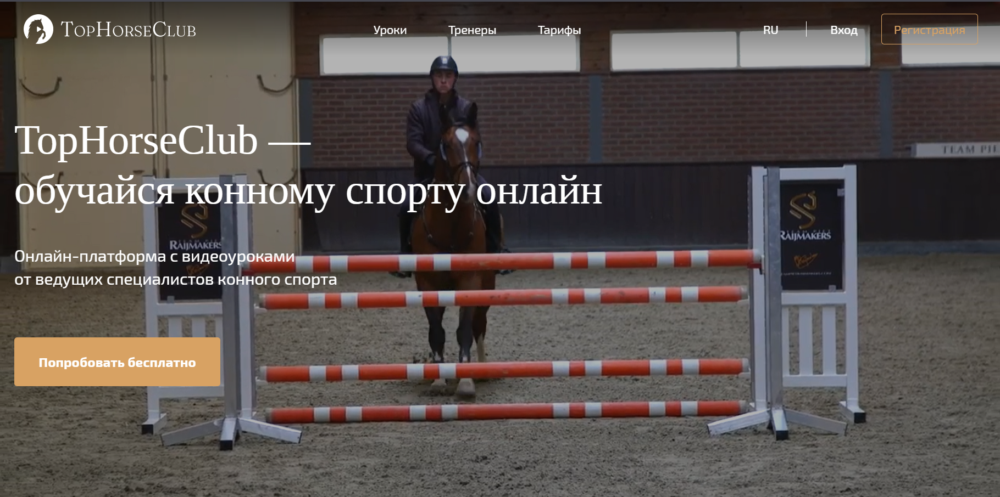 TopHorseClub
Уроки
Тренеры
Тарифы
RU
Вход
Регистрация
TopHorseClub —
обучайся конному спорту онлайн
Онлайн-платформа с видеоуроками
от ведущих специалистов конного спорта
Попробовать бесплатно
TEAM PIE
RAIJMAKERS
RAIJMAKERS